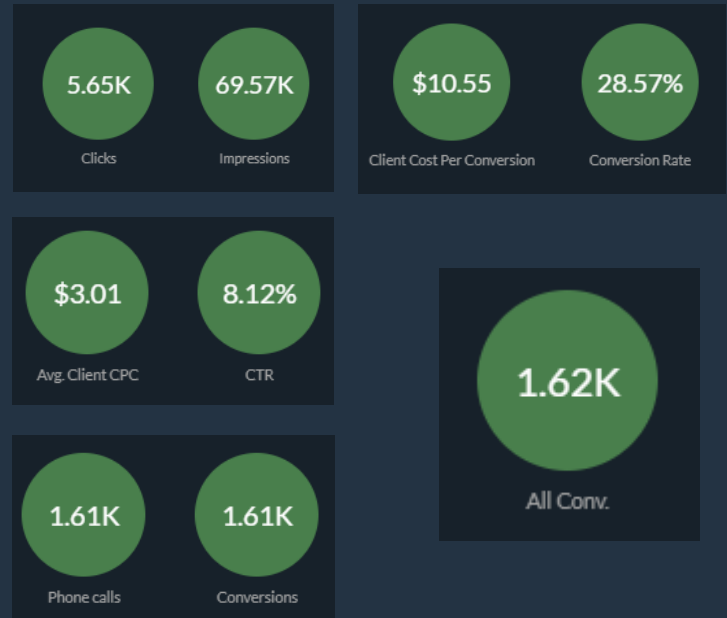 5.65K 69.57K
Clicks Impressions
$10.55 28.57%
Client Cost Per Conversion Conversion Rate
$3.01 8.12%
Avg. Client CPC CTR
1.62K
All Conv.
1.61K 1.61K
Phone calls Conversions